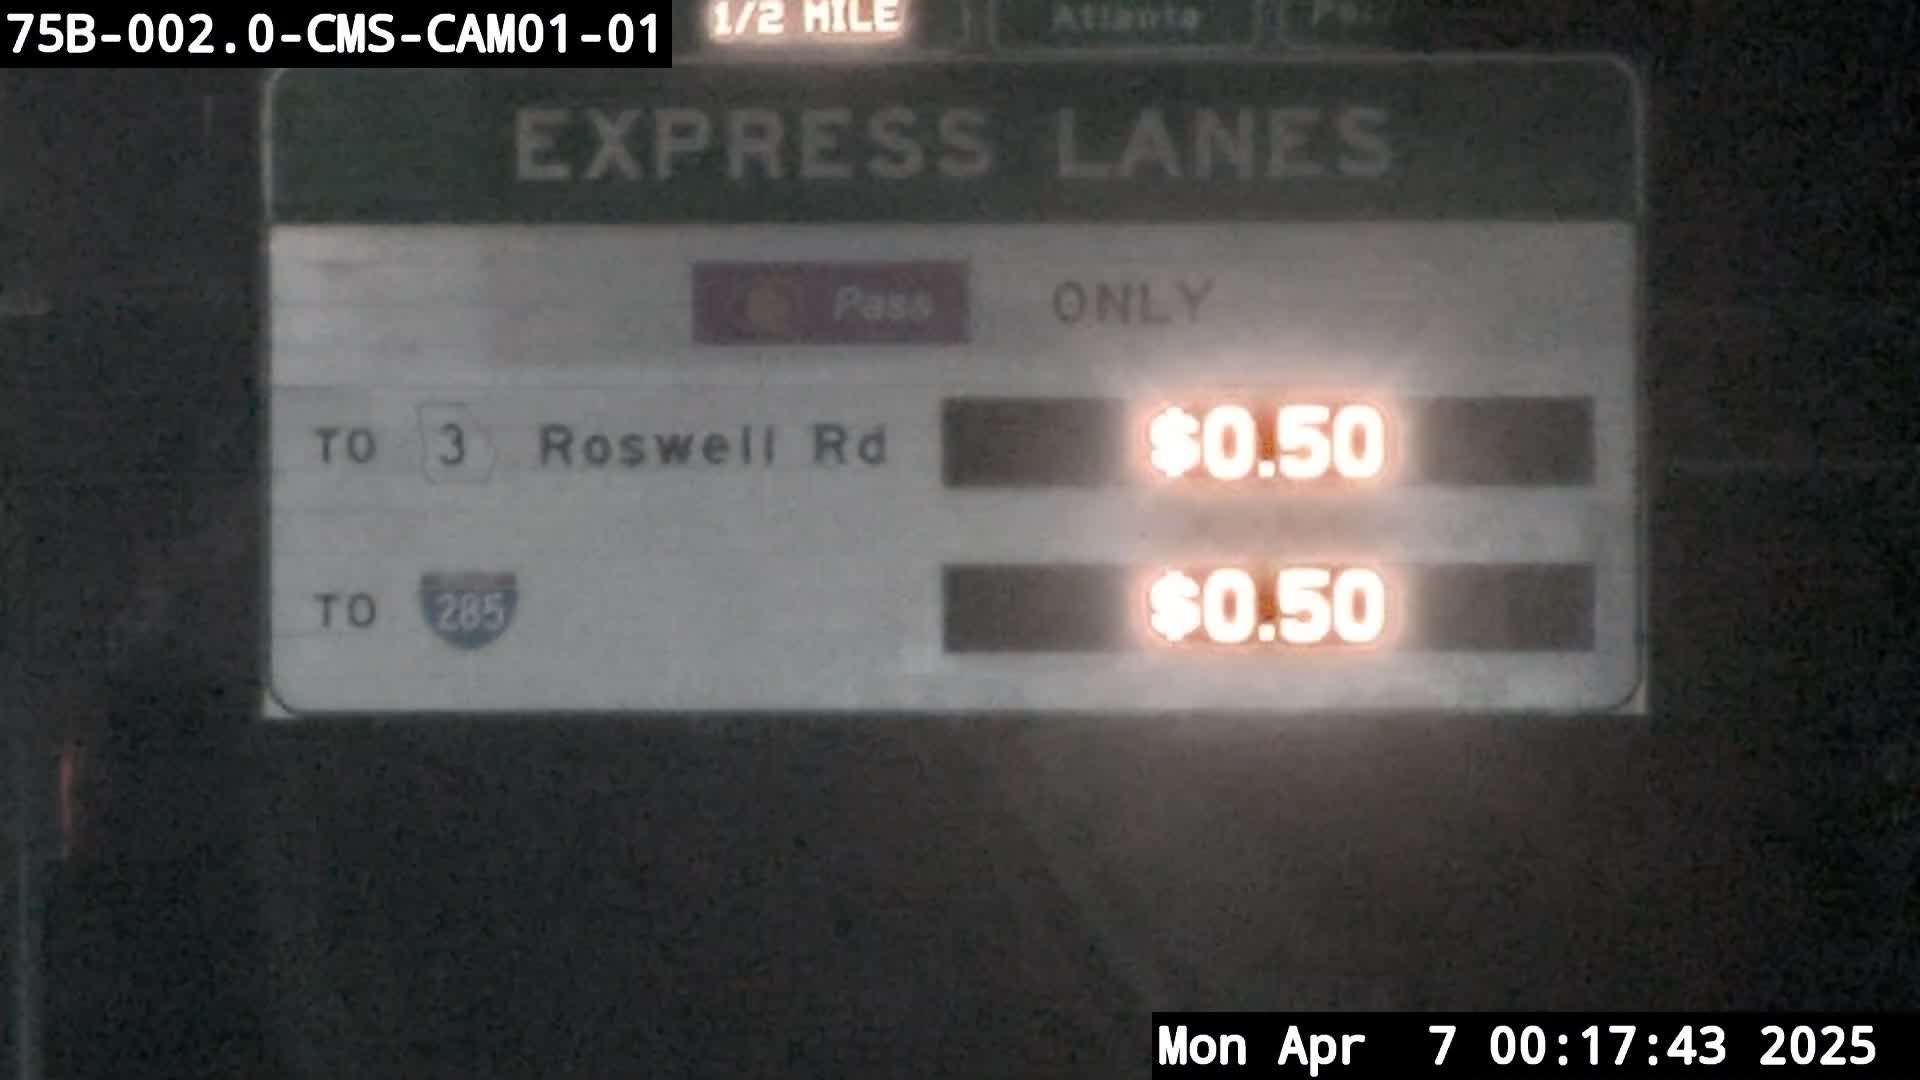 75B-002.0-CMS-CAM01-01
1/2 MILE
Atlanta
EXPRESS LANES
Pass ONLY
TO 3 Roswell Rd $0.50
TO 285 $0.50
Mon Apr 7 00:17:43 2025